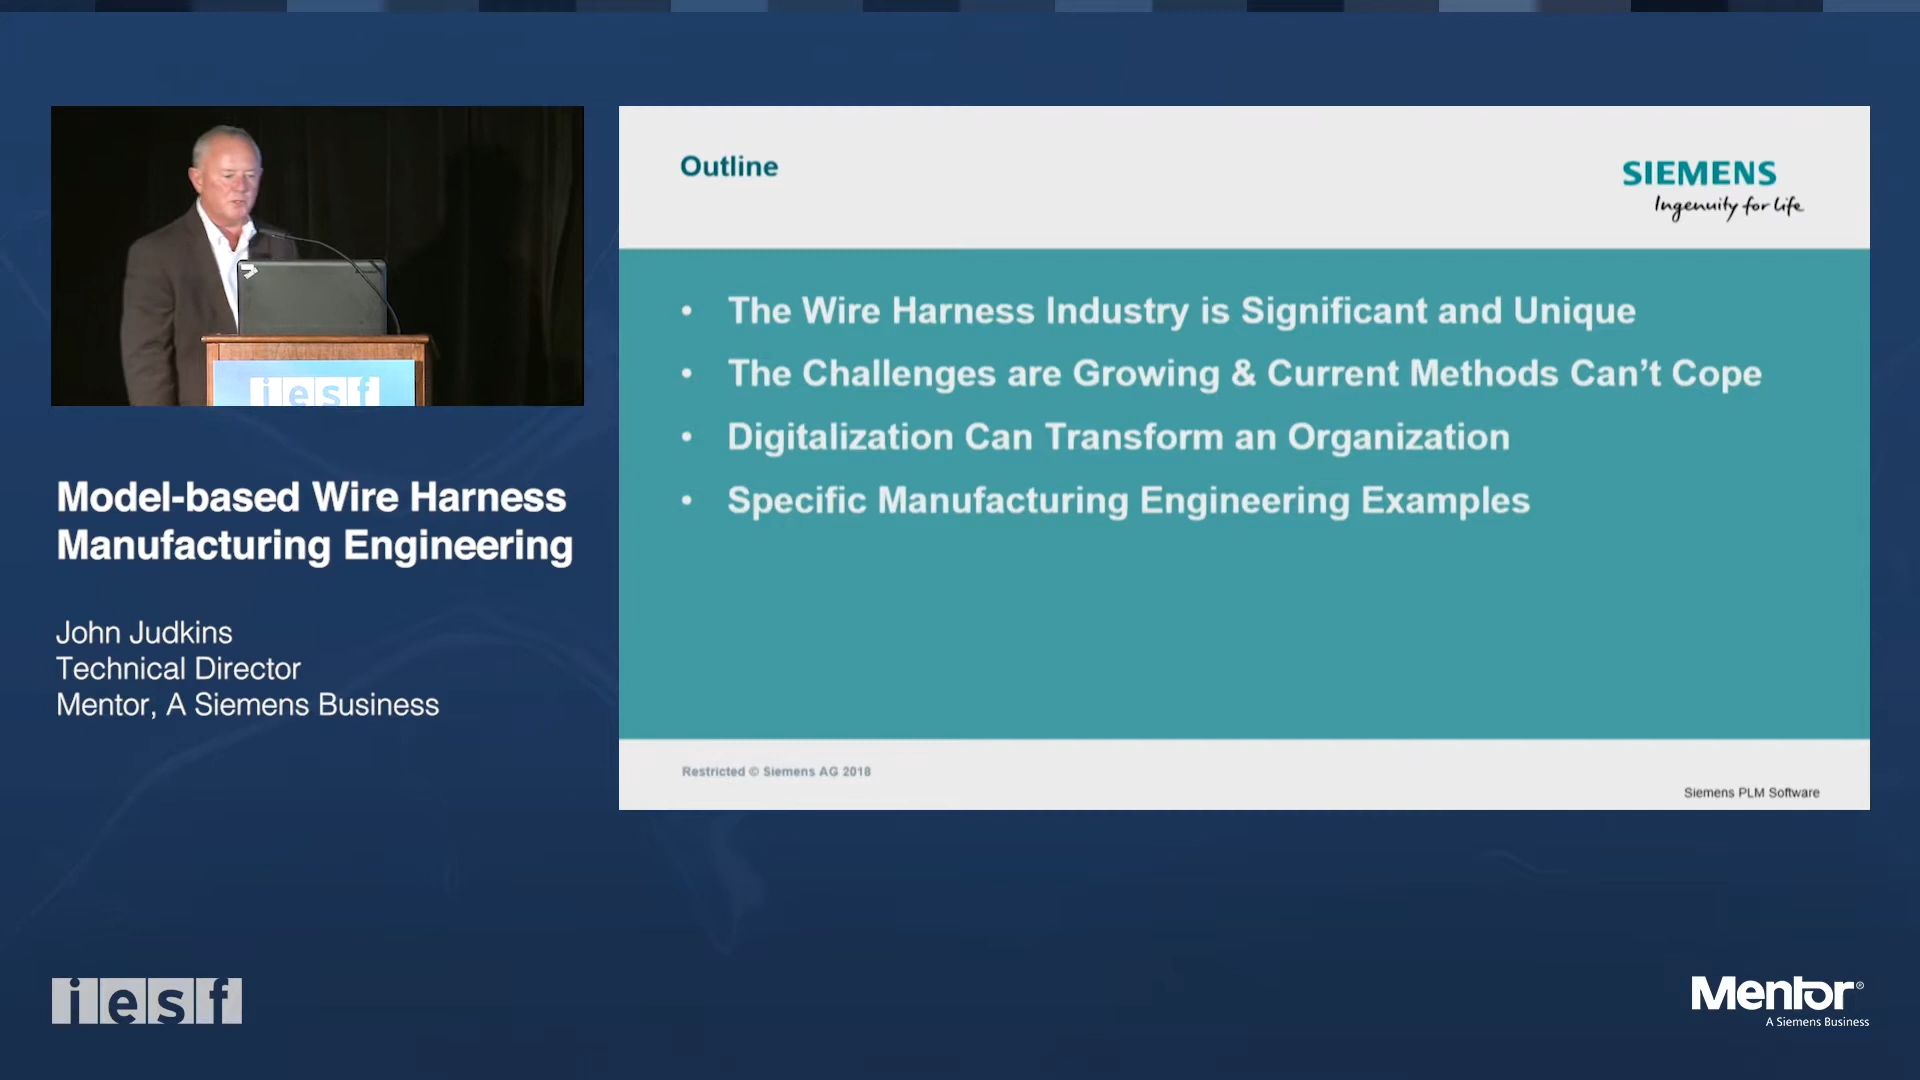 iesf
Model-based Wire Harness
Manufacturing Engineering
John Judkins
Technical Director
Mentor, A Siemens Business
Outline
SIEMENS
Ingenuity for Life
• The Wire Harness Industry is Significant and Unique
• The Challenges are Growing & Current Methods Can't Cope
• Digitalization Can Transform an Organization
• Specific Manufacturing Engineering Examples
Restricted © Siemens AG 2018
Siemens PLM Software
iesf
Mentor®
A Siemens Business